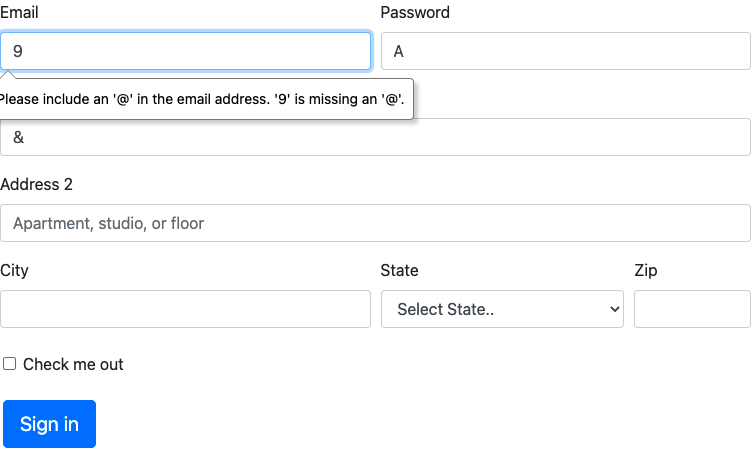 Email Password
9 A
Please include an '@' in the email address. '9' is missing an '@'.
&
Address 2
Apartment, studio, or floor
City State Zip
Select State..
Check me out
Sign in